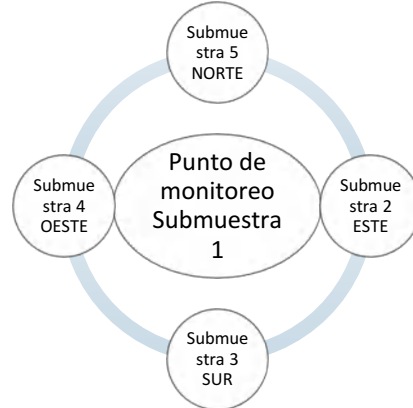 Submue
stra 5
NORTE
Submue
stra 4
OESTE
Punto de
monitoreo
Submuestra
1
Submue
stra 2
ESTE
Submue
stra 3
SUR